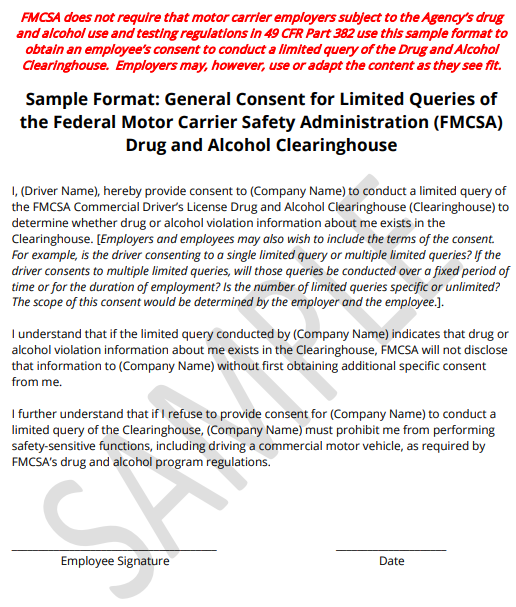 FMCSA does not require that motor carrier employers subject to the Agency's drug
and alcohol use and testing regulations in 49 CFR Part 382 use this sample format to
obtain an employee's consent to conduct a limited query of the Drug and Alcohol
Clearinghouse. Employers may, however, use or adapt the content as they see fit.
Sample Format: General Consent for Limited Queries of
the Federal Motor Carrier Safety Administration (FMCSA)
Drug and Alcohol Clearinghouse
I, (Driver Name), hereby provide consent to (Company Name) to conduct a limited query of
the FMCSA Commercial Driver's License Drug and Alcohol Clearinghouse (Clearinghouse) to
determine whether drug or alcohol violation information about me exists in the
Clearinghouse. [Employers and employees may also wish to include the terms of the consent.
For example, is the driver consenting to a single limited query or multiple limited queries? If the
driver consents to multiple limited queries, will those queries be conducted over a fixed period of
time or for the duration of employment? Is the number of limited queries specific or unlimited?
The scope of this consent would be determined by the employer and the employee.].
I understand that if the limited query conducted by (Company Name) indicates that drug or
alcohol violation information about me exists in the Clearinghouse, FMCSA will not disclose
that information to (Company Name) without first obtaining additional specific consent
from me.
I further understand that if I refuse to provide consent for (Company Name) to conduct a
limited query of the Clearinghouse, (Company Name) must prohibit me from performing
safety-sensitive functions, including driving a commercial motor vehicle, as required by
FMCSA's drug and alcohol program regulations.
Employee Signature Date
SAMPLE